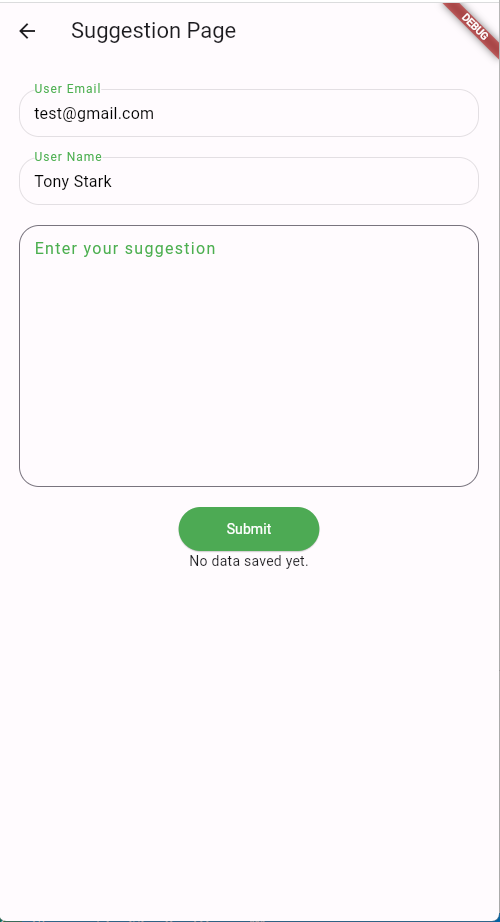 Suggestion Page
DEBUG
User Email
test@gmail.com
User Name
Tony Stark
Enter your suggestion
Submit
No data saved yet.